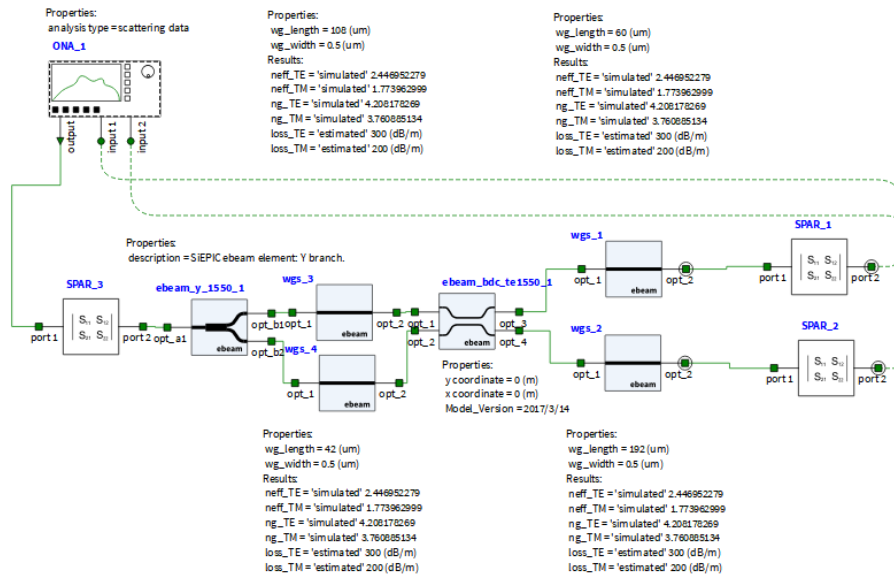 Properties:
analysis type = scattering data
ONA_1
output
input 1
input 2
Properties:
wg_length = 108 (um)
wg_width = 0.5 (um)
Results:
neff_TE = 'simulated' 2.446952279
neff_TM = 'simulated' 1.773962999
ng_TE = 'simulated' 4.208178269
ng_TM = 'simulated' 3.760885134
loss_TE = 'estimated' 300 (dB/m)
loss_TM = 'estimated' 200 (dB/m)
Properties:
wg_length = 60 (um)
wg_width = 0.5 (um)
Results:
neff_TE = 'simulated' 2.446952279
neff_TM = 'simulated' 1.773962999
ng_TE = 'simulated' 4.208178269
ng_TM = 'simulated' 3.760885134
loss_TE = 'estimated' 300 (dB/m)
loss_TM = 'estimated' 200 (dB/m)
Properties:
description = SiEPIC ebeam element: Y branch.
SPAR_3
S11 S12
S21 S22
port 1
port 2
ebeam_y_1550_1
opt_a1
ebeam
opt_b1
opt_b2
wgs_3
opt_1
ebeam
opt_2
wgs_4
opt_1
ebeam
opt_2
ebeam_bdc_te1550_1
opt_1
opt_2
ebeam
opt_3
opt_4
Properties:
y coordinate = 0 (m)
x coordinate = 0 (m)
Model_Version = 2017/3/14
wgs_1
opt_1
opt_2
ebeam
wgs_2
opt_1
opt_2
ebeam
SPAR_1
S11 S12
S21 S22
port 1
port 2
SPAR_2
S11 S12
S21 S22
port 1
port 2
Properties:
wg_length = 42 (um)
wg_width = 0.5 (um)
Results:
neff_TE = 'simulated' 2.446952279
neff_TM = 'simulated' 1.773962999
ng_TE = 'simulated' 4.208178269
ng_TM = 'simulated' 3.760885134
loss_TE = 'estimated' 300 (dB/m)
loss_TM = 'estimated' 200 (dB/m)
Properties:
wg_length = 192 (um)
wg_width = 0.5 (um)
Results:
neff_TE = 'simulated' 2.446952279
neff_TM = 'simulated' 1.773962999
ng_TE = 'simulated' 4.208178269
ng_TM = 'simulated' 3.760885134
loss_TE = 'estimated' 300 (dB/m)
loss_TM = 'estimated' 200 (dB/m)